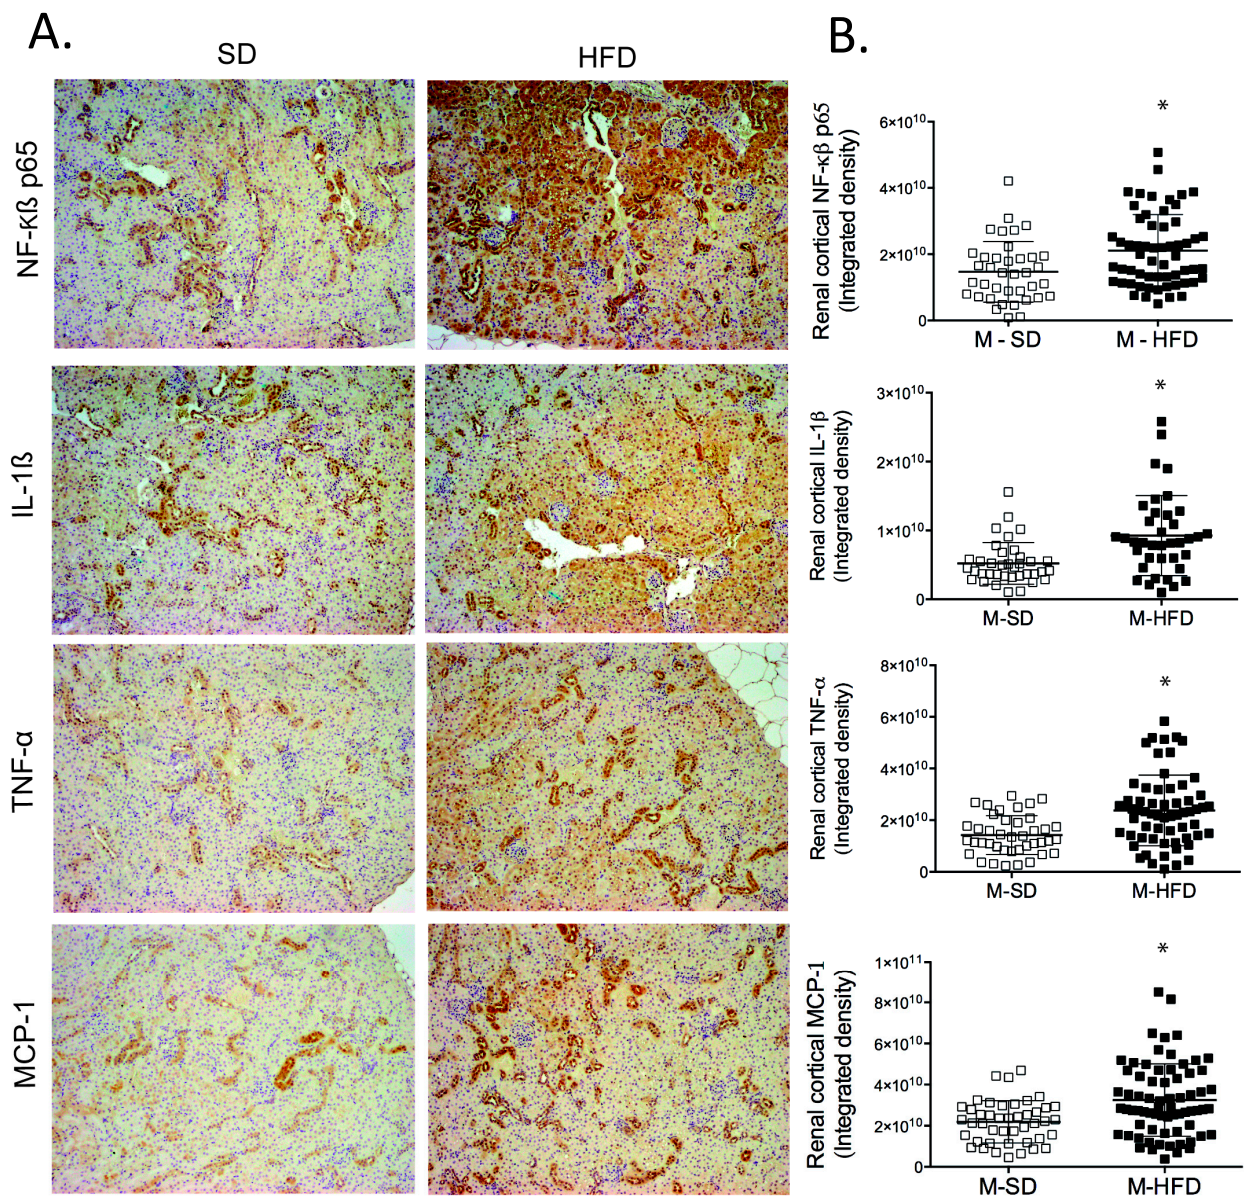 A.
B.
SD
HFD
NF-ĸß p65
IL-1ß
TNF-α
MCP-1
Renal cortical NF-κβ p65
(Integrated density)
*
6×10¹⁰
4×10¹⁰
2×10¹⁰
0
M - SD
M - HFD
Renal cortical IL-1β
(Integrated density)
*
3×10¹⁰
2×10¹⁰
1×10¹⁰
0
M-SD
M-HFD
Renal cortical TNF-α
(Integrated density)
*
8×10¹⁰
6×10¹⁰
4×10¹⁰
2×10¹⁰
0
M-SD
M-HFD
Renal cortical MCP-1
(Integrated density)
*
1×10¹¹
8×10¹⁰
6×10¹⁰
4×10¹⁰
2×10¹⁰
0
M-SD
M-HFD